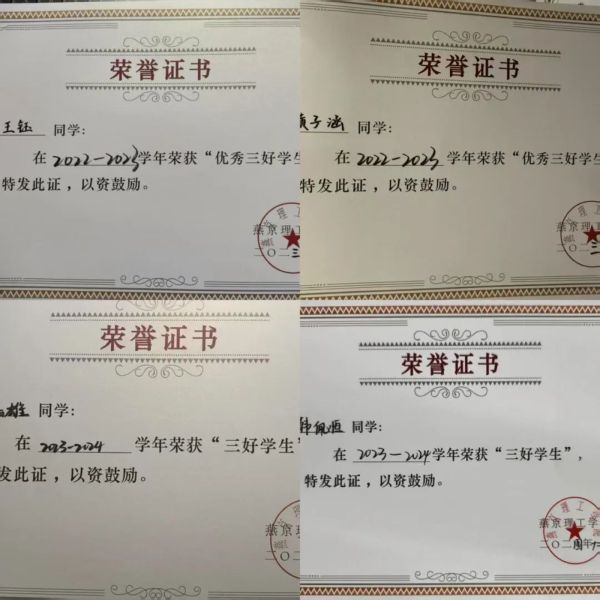 荣誉证书
王钰 同学:
在 2022-2023 学年荣获“优秀三好学生
特发此证，以资鼓励。
燕京理工
二〇二三
荣誉证书
子涵 同学:
在 2022-2023 学年荣获“优秀三好学生
特发此证，以资鼓励。
燕京理工
二〇二三
荣誉证书
雄 同学:
在 2023-2024 学年荣获“三好学生”
发此证，以资鼓励。
燕京理
二〇
荣誉证书
同学:
在 2023-2024 学年荣获“三好学生”，
特发此证，以资鼓励。
燕京理工学
二〇二四年